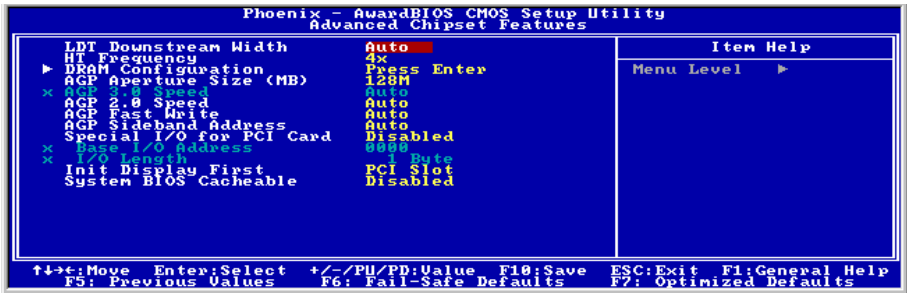 Phoenix - AwardBIOS CMOS Setup Utility
Advanced Chipset Features
LDT Downstream Width Auto
HT Frequency 4x
► DRAM Configuration Press Enter
AGP Aperture Size (MB) 128M
x AGP 3.0 Speed Auto
AGP 2.0 Speed Auto
AGP Fast Write Auto
AGP Sideband Address Auto
Special I/O for PCI Card Disabled
x Base I/O Address 0000
x I/O Length 1 Byte
Init Display First PCI Slot
System BIOS Cacheable Disabled
Item Help
Menu Level ►
↑↓→←:Move Enter:Select +/-/PU/PD:Value F10:Save ESC:Exit F1:General Help
F5: Previous Values F6: Fail-Safe Defaults F7: Optimized Defaults